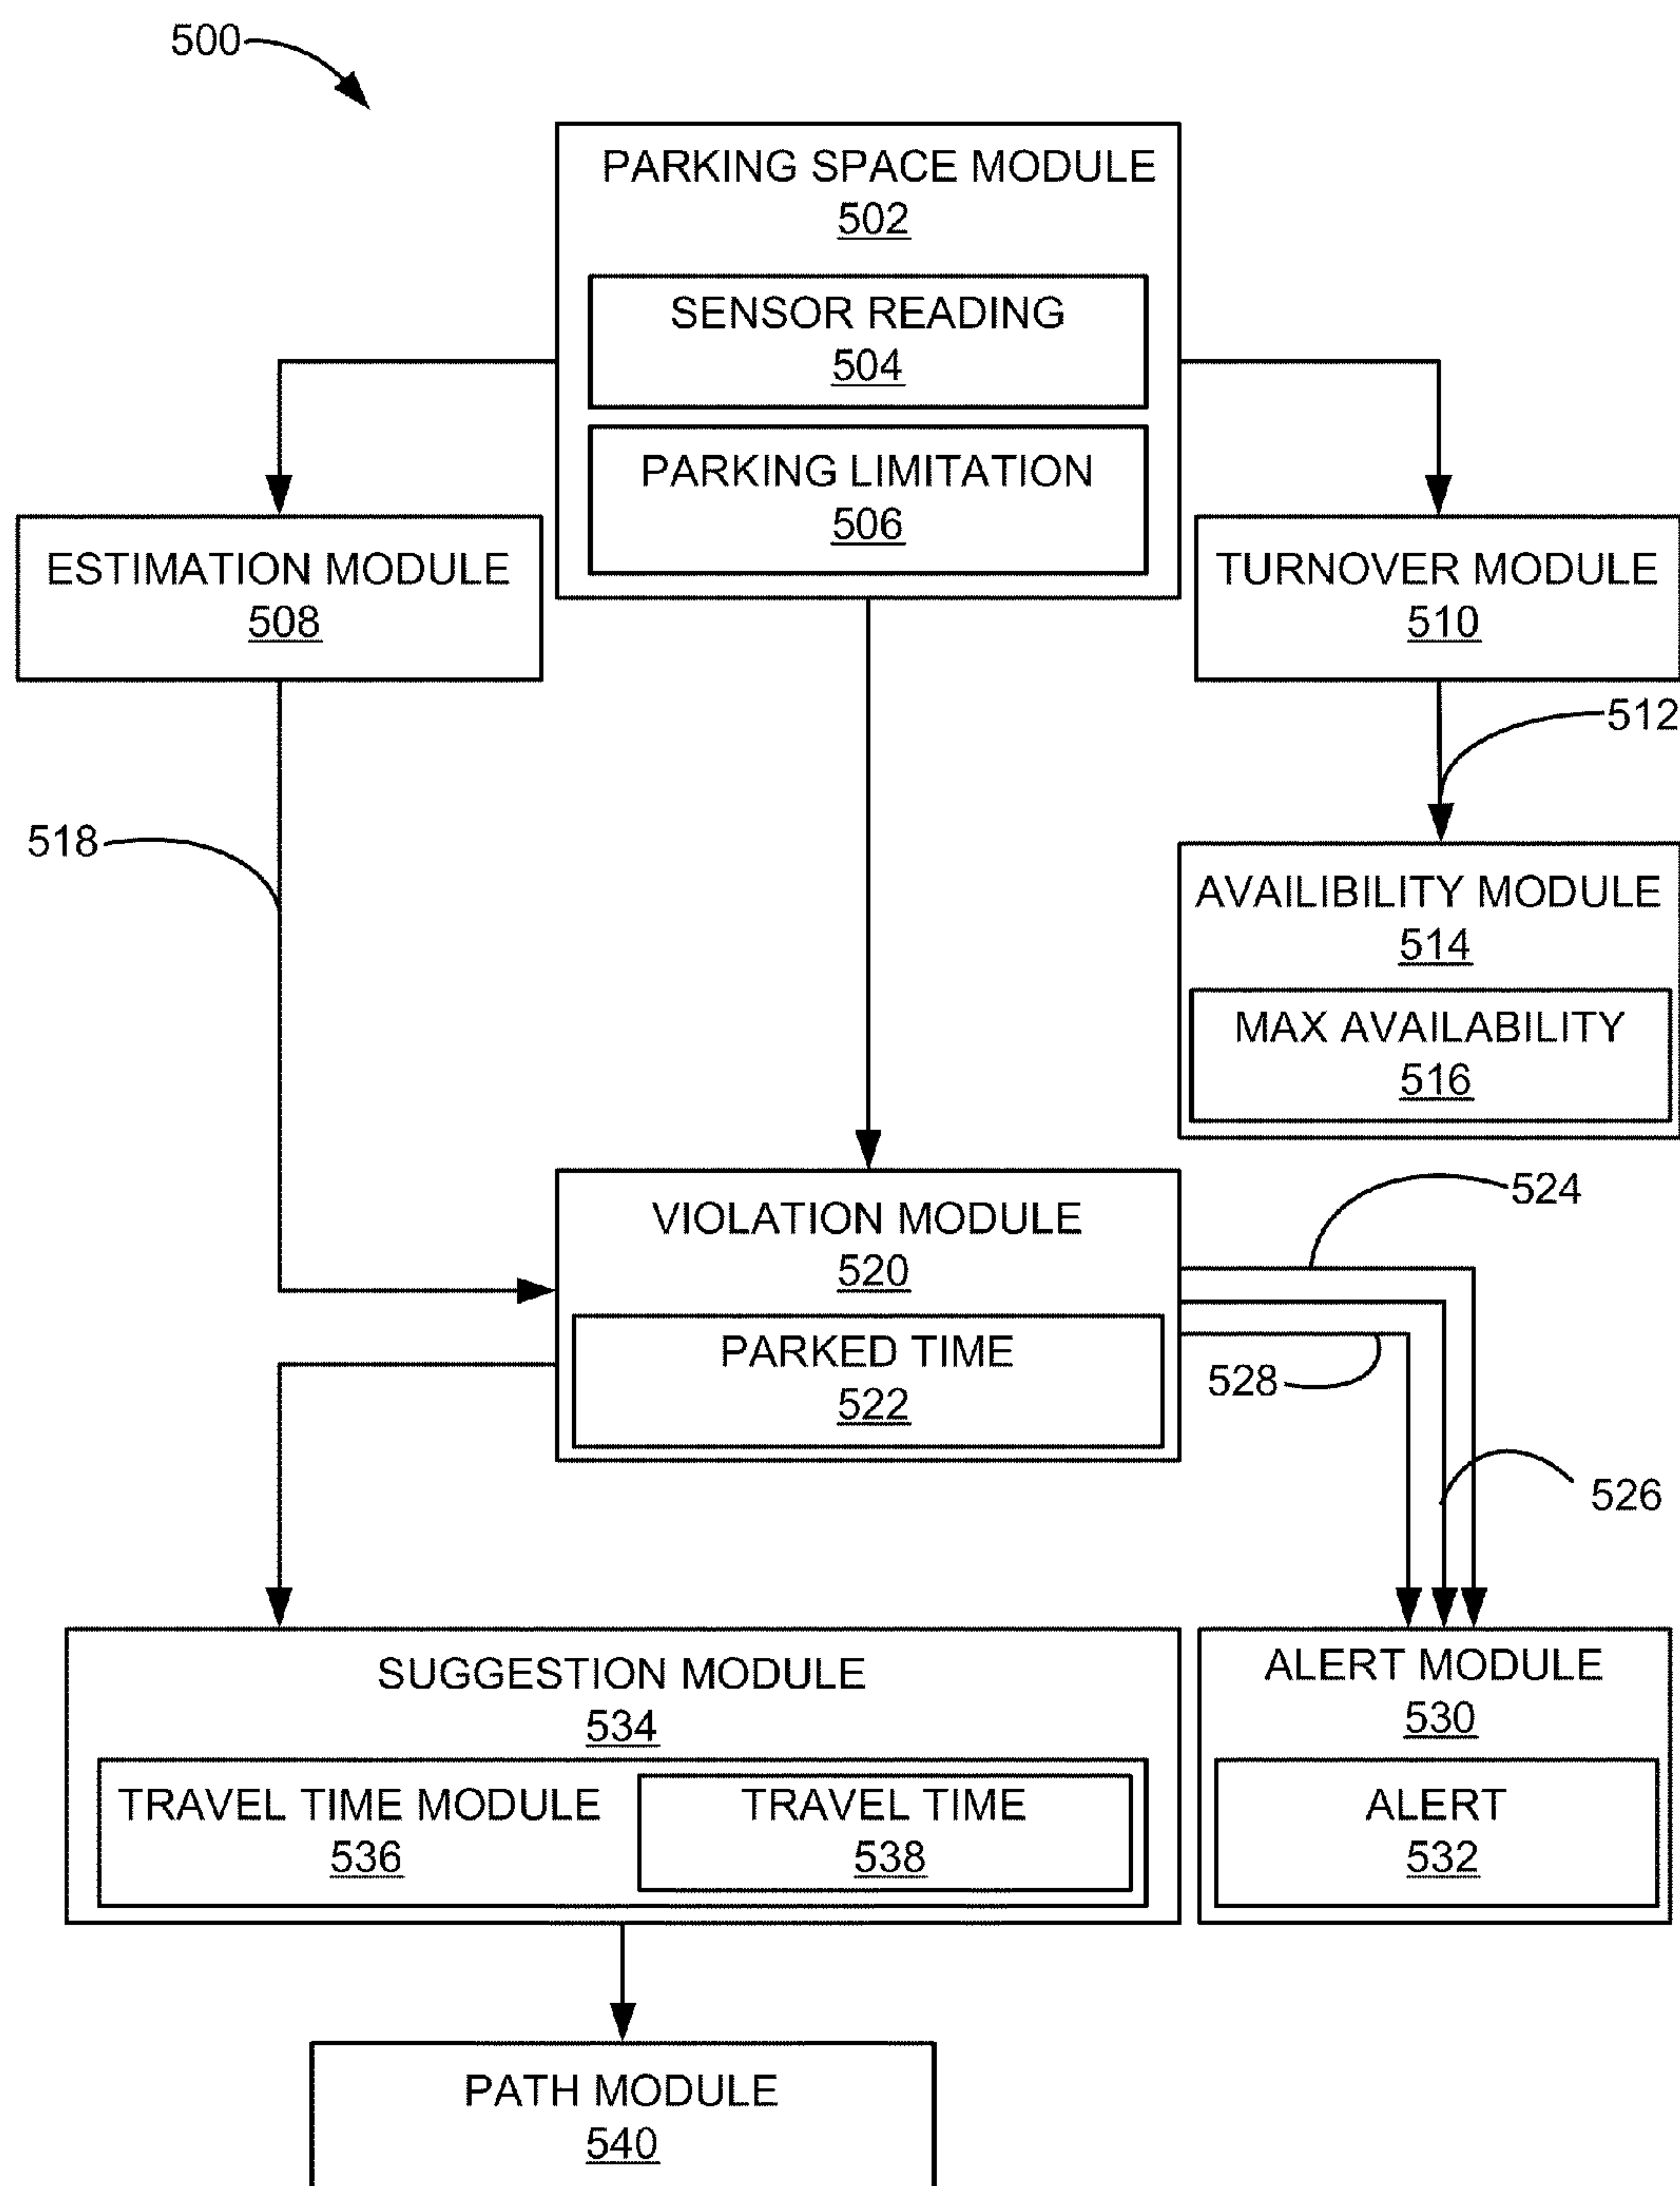 500
PARKING SPACE MODULE
502
SENSOR READING
504
PARKING LIMITATION
506
ESTIMATION MODULE
508
TURNOVER MODULE
510
512
518
AVAILIBILITY MODULE
514
MAX AVAILABILITY
516
VIOLATION MODULE
520
PARKED TIME
522
524
528
526
SUGGESTION MODULE
534
TRAVEL TIME MODULE
536
TRAVEL TIME
538
ALERT MODULE
530
ALERT
532
PATH MODULE
540